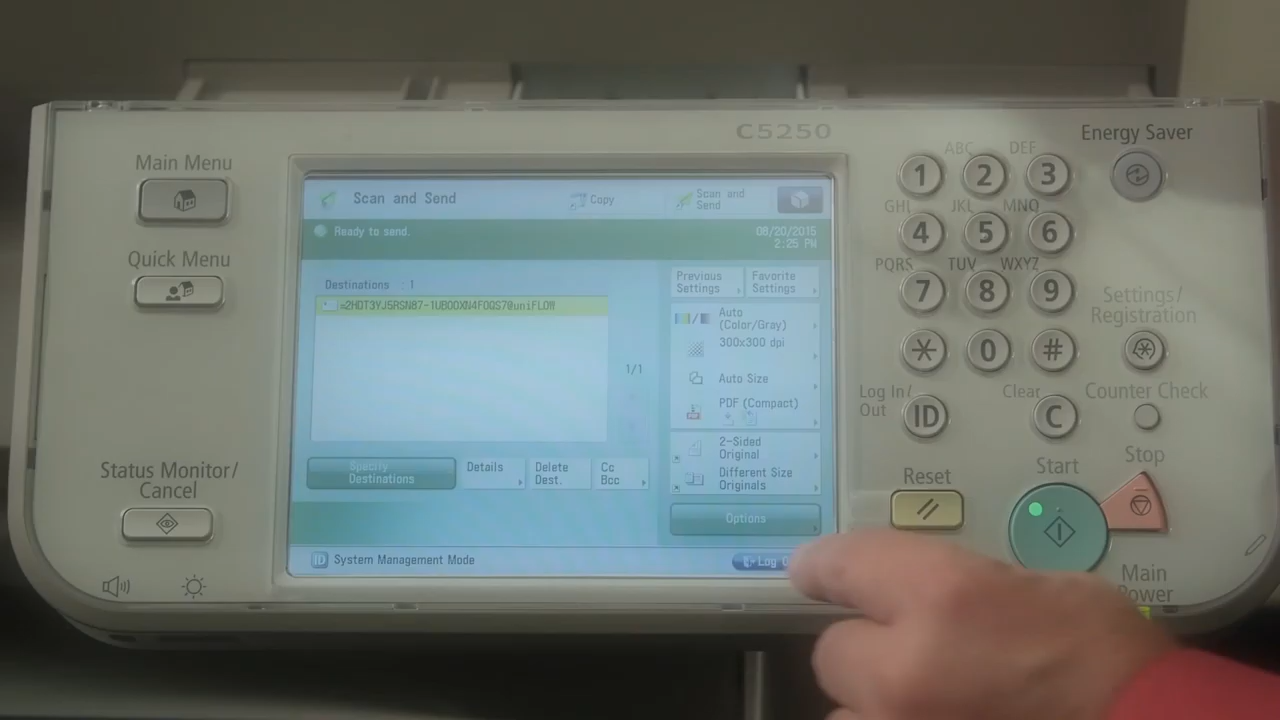 C5250
Energy Saver
Main Menu
Scan and Send
Copy
Scan and
Send
ABC
DEF
1
2
3
Ready to send.
08/20/2015
2:25 PM
GHI
JKL
MNO
4
5
6
Quick Menu
Destinations : 1
Previous
Settings
Favorite
Settings
PQRS
TUV
WXYZ
7
8
9
Auto
(Color/Gray)
300x300 dpi
Settings/
Registration
1/1
Auto Size
0
#
PDF (Compact)
Log In/
Out
ID
Clear
C
Counter Check
Specify
Destinations
Details
Delete
Dest.
Cc
Bcc
2-Sided
Original
Different Size
Originals
Status Monitor/
Cancel
Reset
Start
Stop
Options
ID
System Management Mode
Log
Main
Power